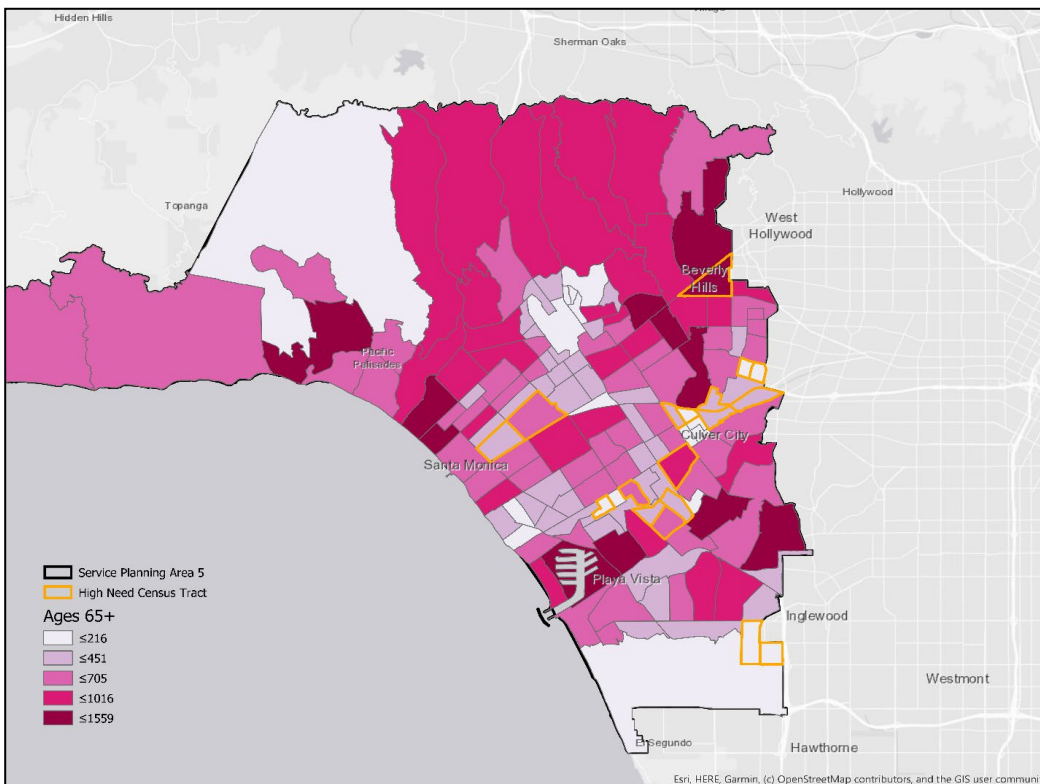 Hidden Hills
Sherman Oaks
Topanga
Hollywood
West
Hollywood
Beverly
Hills
Pacific
Palisades
Culver City
Santa Monica
Playa Vista
Inglewood
Westmont
El Segundo
Hawthorne
Service Planning Area 5
High Need Census Tract
Ages 65+
≤216
≤451
≤705
≤1016
≤1559
Esri, HERE, Garmin, (c) OpenStreetMap contributors, and the GIS user communit